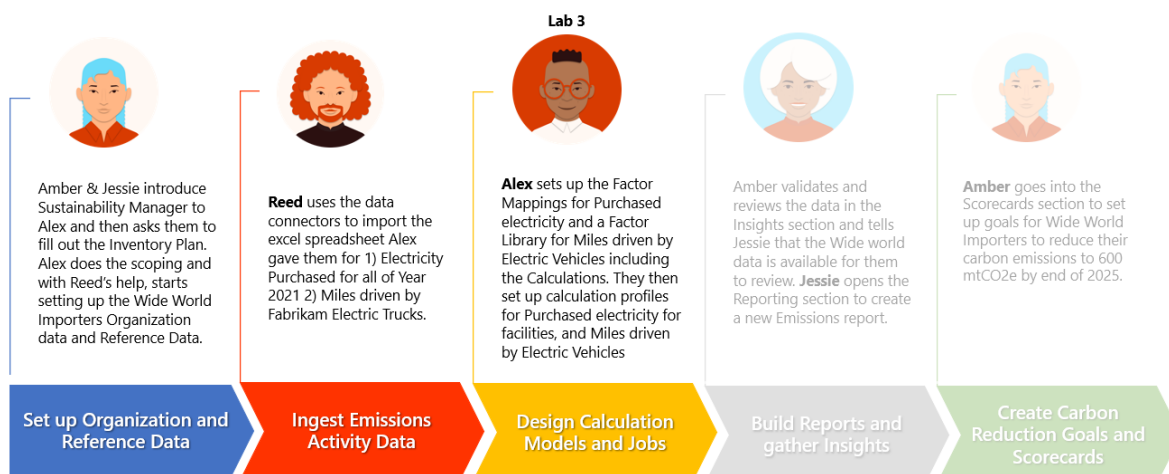 Lab 3
Amber & Jessie introduce
Sustainability Manager to
Alex and then asks them to
fill out the Inventory Plan.
Alex does the scoping and
with Reed's help, starts
setting up the Wide World
Importers Organization
data and Reference Data.
Reed uses the data
connectors to import the
excel spreadsheet Alex
gave them for 1) Electricity
Purchased for all of Year
2021 2) Miles driven by
Fabrikam Electric Trucks.
Alex sets up the Factor
Mappings for Purchased
electricity and a Factor
Library for Miles driven by
Electric Vehicles including
the Calculations. They then
set up calculation profiles
for Purchased electricity for
facilities, and Miles driven
by Electric Vehicles
Amber validates and
reviews the data in the
Insights section and tells
Jessie that the Wide world
data is available for them
to review. Jessie opens the
Reporting section to create
a new Emissions report.
Amber goes into the
Scorecards section to set
up goals for Wide World
Importers to reduce their
carbon emissions to 600
mtCO2e by end of 2025.
Set up Organization and
Reference Data
Ingest Emissions
Activity Data
Design Calculation
Models and Jobs
Build Reports and
gather Insights
Create Carbon
Reduction Goals and
Scorecards